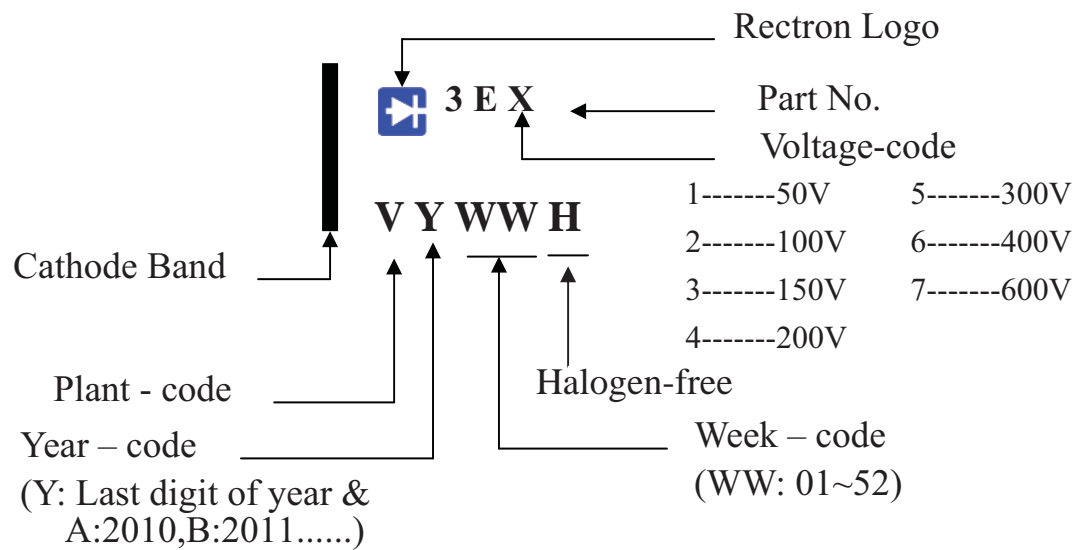 Rectron Logo
3 E X
Part No.
Voltage-code
1-------50V 5-------300V
2-------100V 6-------400V
3-------150V 7-------600V
4-------200V
V Y WW H
Cathode Band
Halogen-free
Plant - code
Year – code
(Y: Last digit of year &
A:2010,B:2011......)
Week – code
(WW: 01~52)